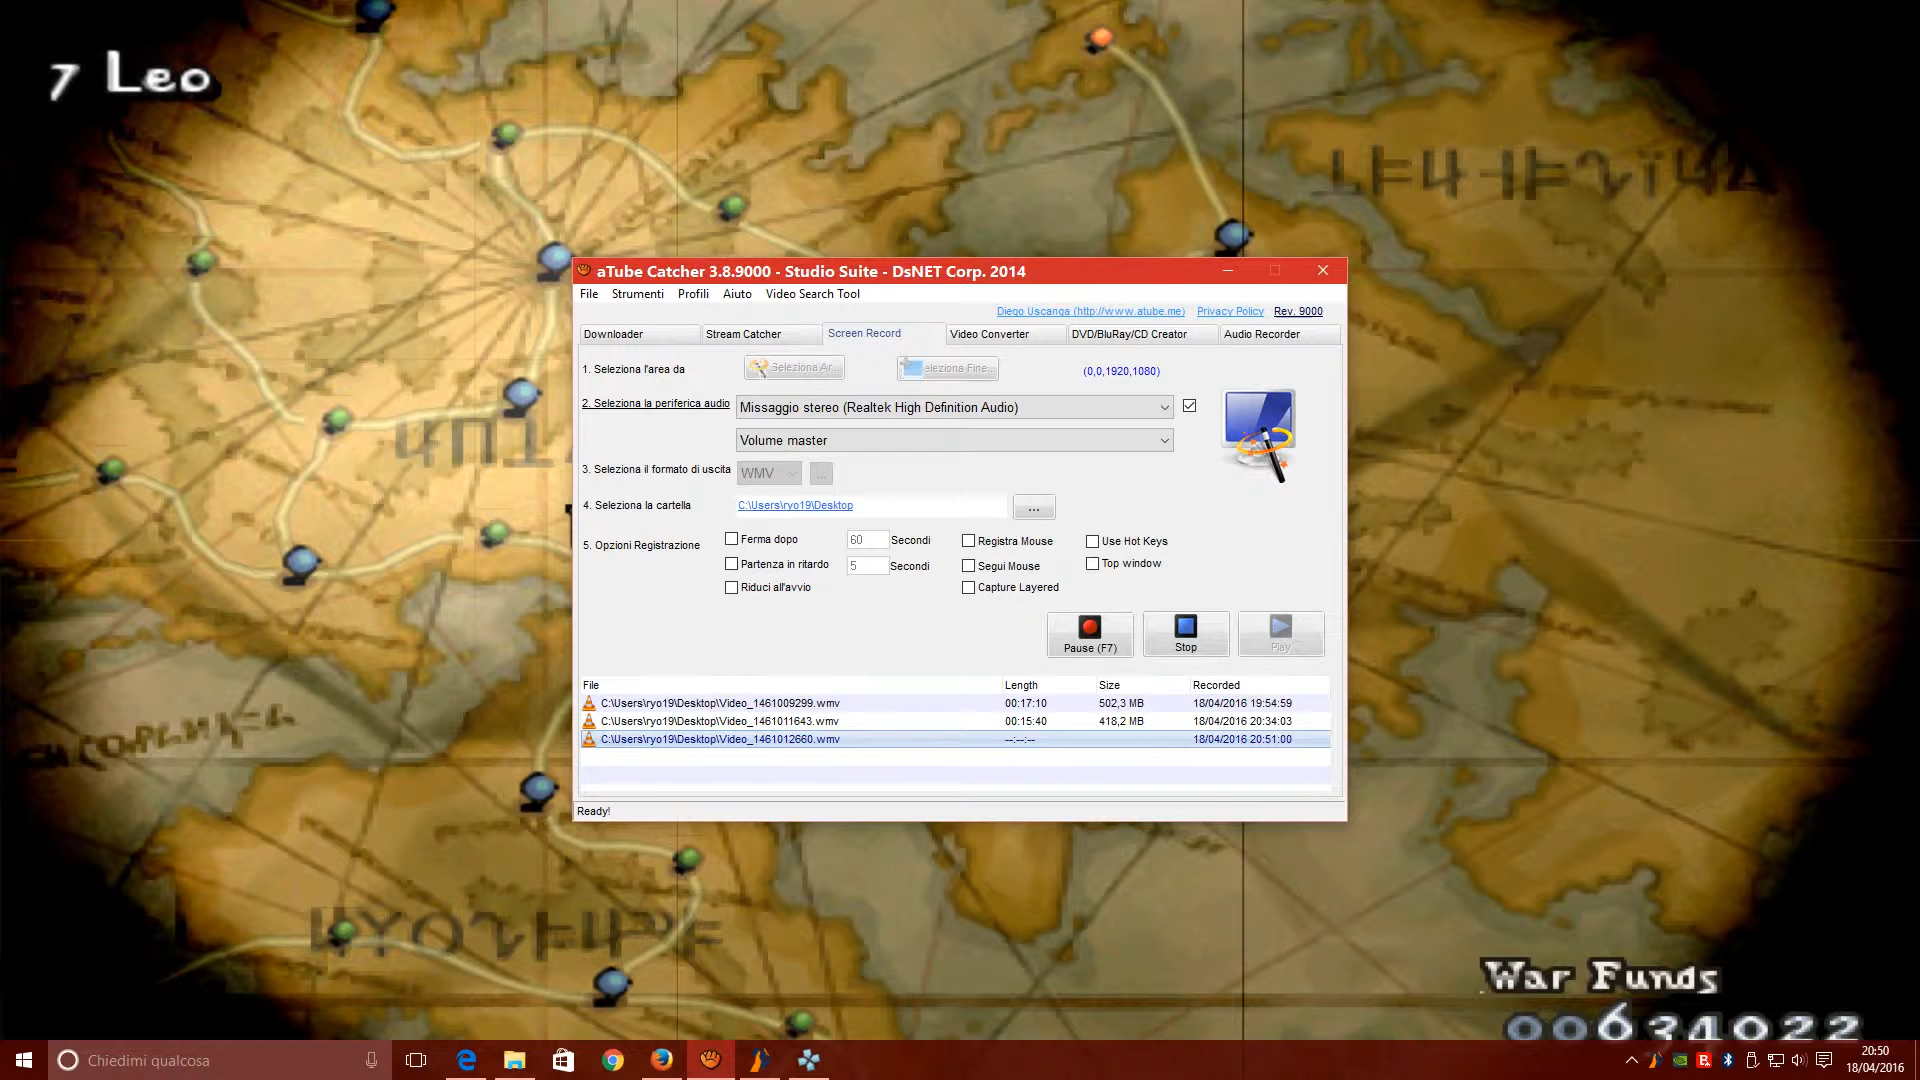 7 Leo
aTube Catcher 3.8.9000 - Studio Suite - DsNET Corp. 2014
File Strumenti Profili Aiuto Video Search Tool
Diego Uscanga (http://www.atube.me) Privacy Policy Rev. 9000
Downloader Stream Catcher Screen Record Video Converter DVD/BluRay/CD Creator Audio Recorder
1. Seleziona l'area da Seleziona Ar... eleziona Fine... (0,0,1920,1080)
2. Seleziona la periferica audio Missaggio stereo (Realtek High Definition Audio)
Volume master
3. Seleziona il formato di uscita WMV ...
4. Seleziona la cartella C:\Users\ryo19\Desktop ...
5. Opzioni Registrazione
Ferma dopo 60 Secondi Registra Mouse Use Hot Keys
Partenza in ritardo 5 Secondi Segui Mouse Top window
Riduci all'avvio Capture Layered
Pause (F7) Stop Play
File Length Size Recorded
C:\Users\ryo19\Desktop\Video_1461009299.wmv 00:17:10 502,3 MB 18/04/2016 19:54:59
C:\Users\ryo19\Desktop\Video_1461011643.wmv 00:15:40 418,2 MB 18/04/2016 20:34:03
C:\Users\ryo19\Desktop\Video_1461012660.wmv --:--:-- 18/04/2016 20:51:00
Ready!
War Funds
00634022
Chiedimi qualcosa
20:50
18/04/2016